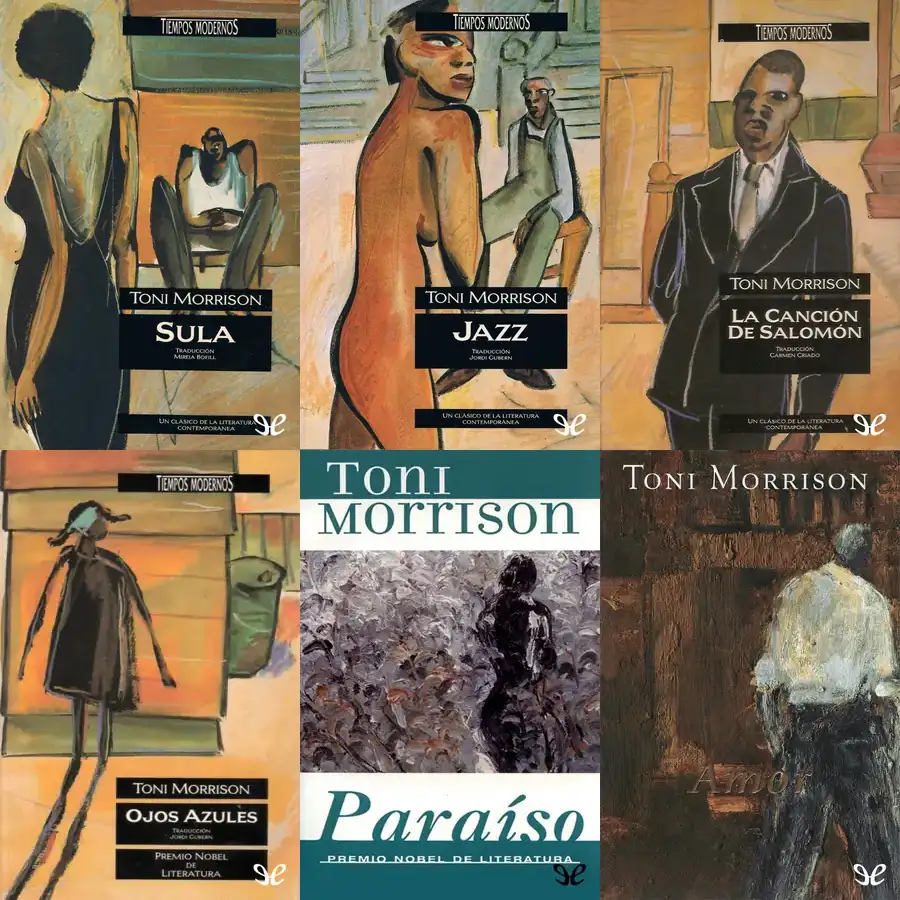 TIEMPOS MODERNOS
TONI MORRISON
SULA
TRADUCCIÓN
MIREIA BOFILL
UN CLÁSICO DE LA LITERATURA
CONTEMPORÁNEA
TIEMPOS MODERNOS
TONI MORRISON
JAZZ
TRADUCCIÓN
JORDI GUBERN
UN CLÁSICO DE LA LITERATURA
CONTEMPORÁNEA
TIEMPOS MODERNOS
TONI MORRISON
LA CANCIÓN
DE SALOMÓN
TRADUCCIÓN
CARMEN CRIADO
UN CLÁSICO DE LA LITERATURA
CONTEMPORÁNEA
TIEMPOS MODERNOS
TONI MORRISON
OJOS AZULES
TRADUCCIÓN
JORDI GUBERN
PREMIO NOBEL
DE
LITERATURA
TONI
MORRISON
Paraíso
PREMIO NOBEL DE LITERATURA
TONI MORRISON
Amor